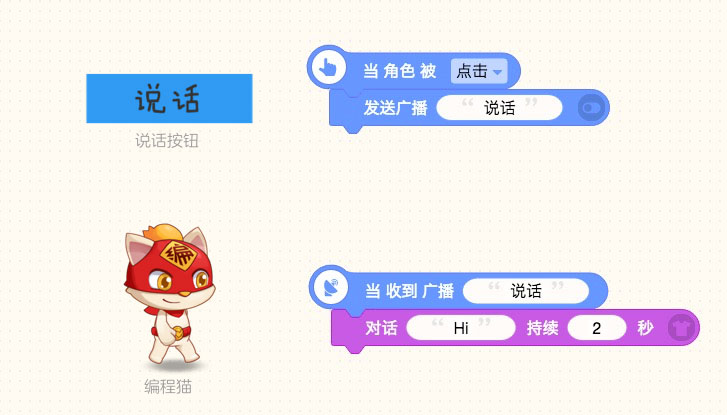 当 角色 被 点击
说话
发送广播 “ 说话 ”
说话按钮
编
当 收到 广播 “ 说话 ”
对话 “ Hi ” 持续 2 秒
编程猫